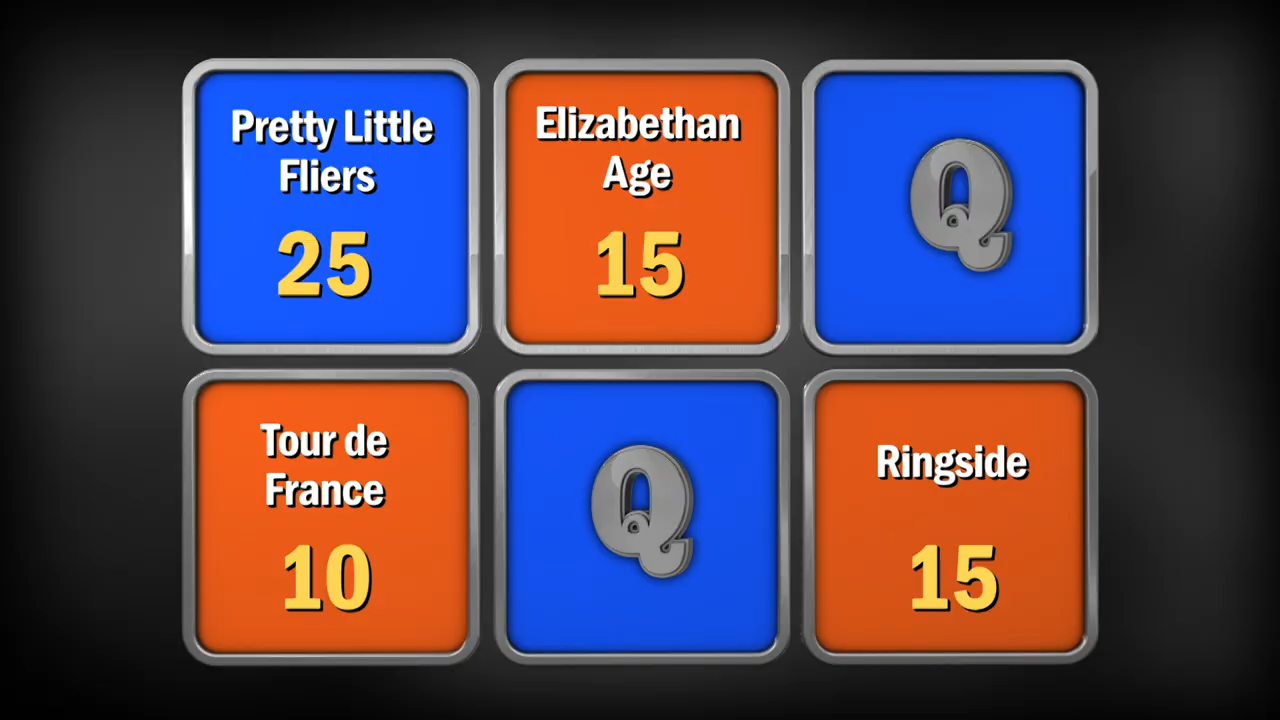 Pretty Little
Fliers
25
Elizabethan
Age
15
Q
Tour de
France
10
Q
Ringside
15